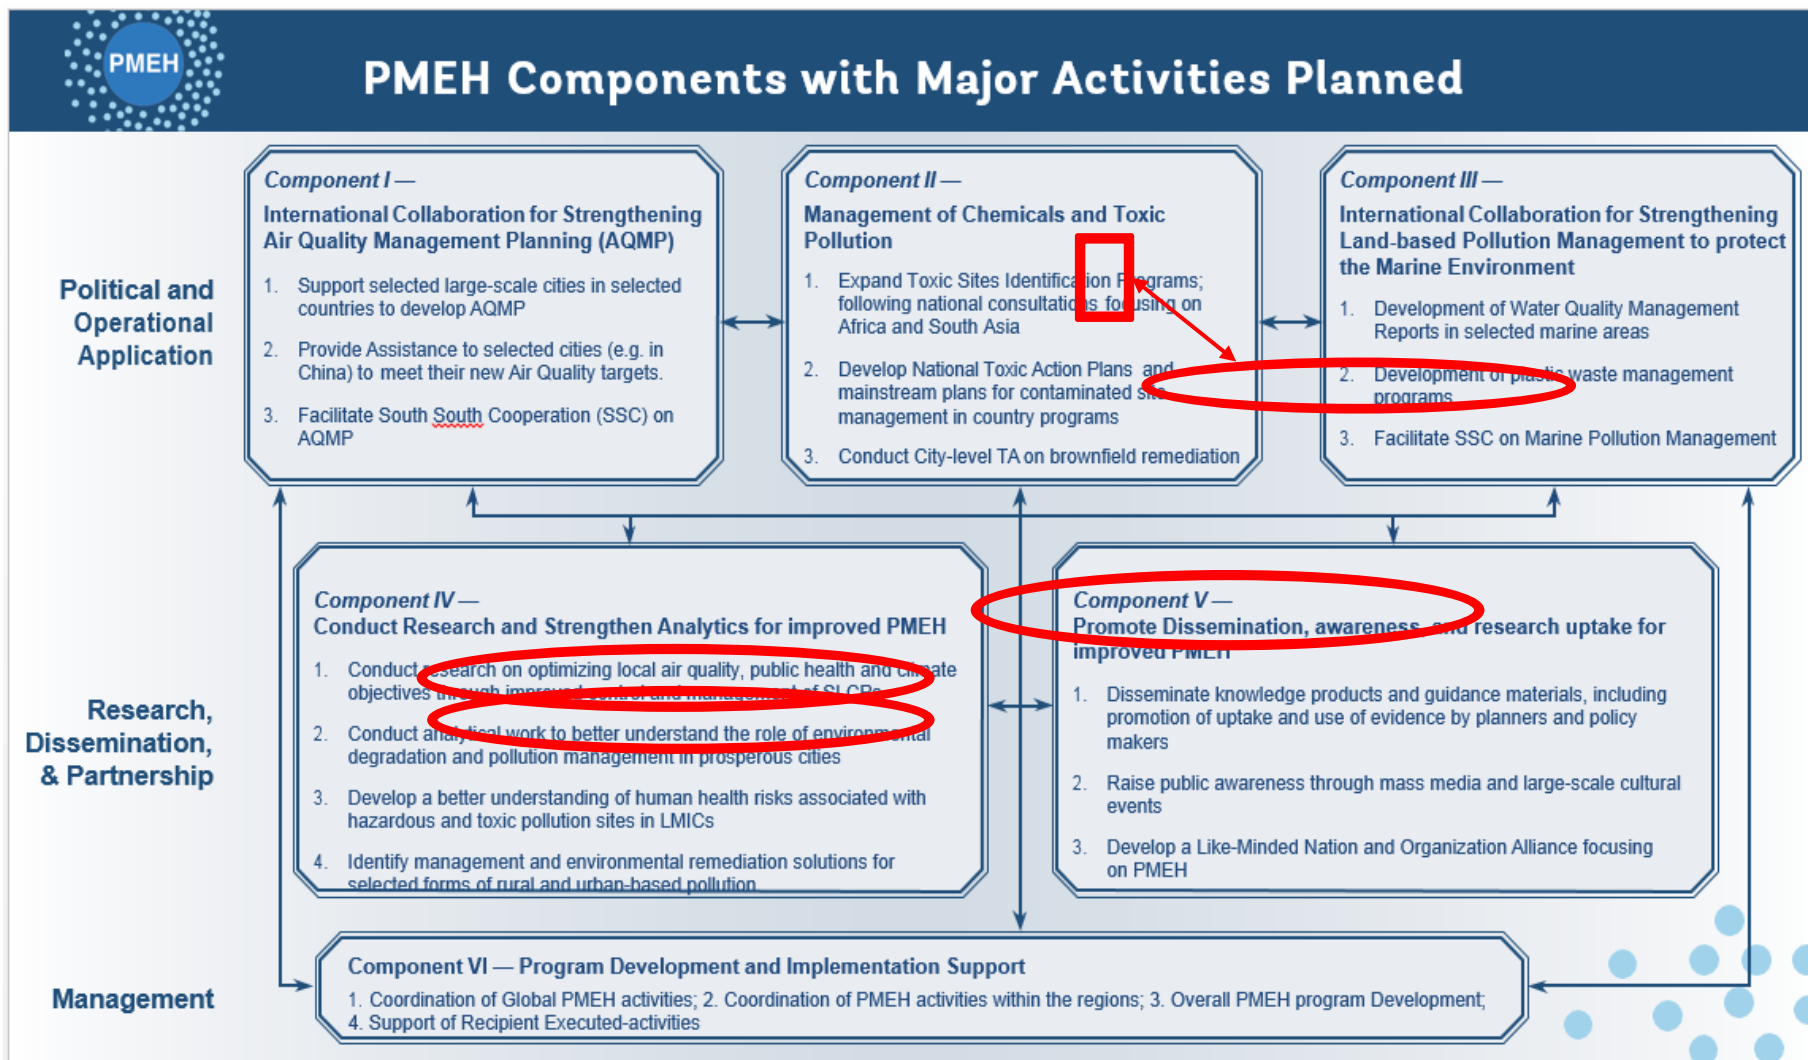 PMEH
PMEH Components with Major Activities Planned
Political and
Operational
Application
Component I —
International Collaboration for Strengthening
Air Quality Management Planning (AQMP)
1. Support selected large-scale cities in selected
countries to develop AQMP
2. Provide Assistance to selected cities (e.g. in
China) to meet their new Air Quality targets.
3. Facilitate South South Cooperation (SSC) on
AQMP
Component II —
Management of Chemicals and Toxic
Pollution
1. Expand Toxic Sites Identification Programs;
following national consultations focusing on
Africa and South Asia
2. Develop National Toxic Action Plans and
mainstream plans for contaminated site
management in country programs
3. Conduct City-level TA on brownfield remediation
Component III —
International Collaboration for Strengthening
Land-based Pollution Management to protect
the Marine Environment
1. Development of Water Quality Management
Reports in selected marine areas
2. Development of plastic waste management
programs
3. Facilitate SSC on Marine Pollution Management
Research,
Dissemination,
& Partnership
Component IV —
Conduct Research and Strengthen Analytics for improved PMEH
1. Conduct research on optimizing local air quality, public health and climate
objectives through improved control and management of SLCPs
2. Conduct analytical work to better understand the role of environmental
degradation and pollution management in prosperous cities
3. Develop a better understanding of human health risks associated with
hazardous and toxic pollution sites in LMICs
4. Identify management and environmental remediation solutions for
selected forms of rural and urban-based pollution
Component V —
Promote Dissemination, awareness, and research uptake for
improved PMEH
1. Disseminate knowledge products and guidance materials, including
promotion of uptake and use of evidence by planners and policy
makers
2. Raise public awareness through mass media and large-scale cultural
events
3. Develop a Like-Minded Nation and Organization Alliance focusing
on PMEH
Management
Component VI — Program Development and Implementation Support
1. Coordination of Global PMEH activities; 2. Coordination of PMEH activities within the regions; 3. Overall PMEH program Development;
4. Support of Recipient Executed-activities